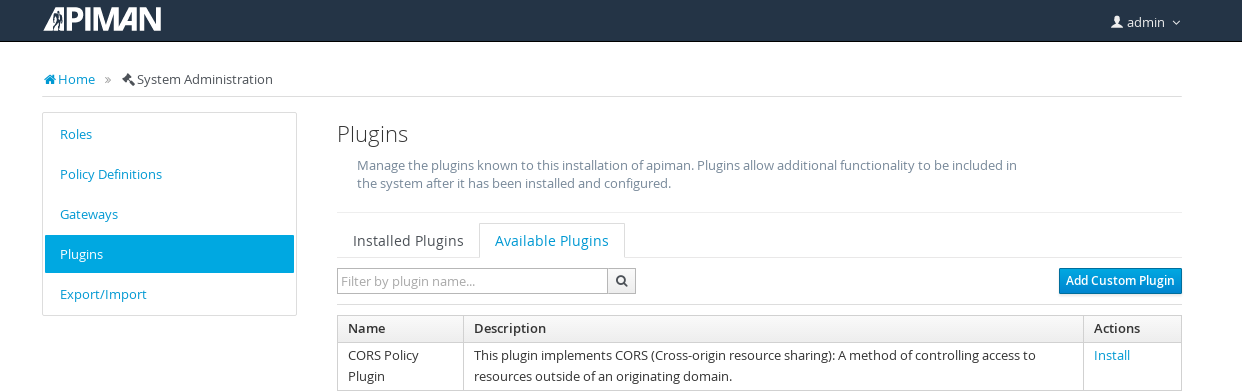 APIMAN
admin
Home » System Administration
Roles
Policy Definitions
Gateways
Plugins
Export/Import
Plugins
Manage the plugins known to this installation of apiman. Plugins allow additional functionality to be included in
the system after it has been installed and configured.
Installed Plugins Available Plugins
Filter by plugin name...
Add Custom Plugin
Name Description Actions
CORS Policy This plugin implements CORS (Cross-origin resource sharing): A method of controlling access to Install
Plugin resources outside of an originating domain.